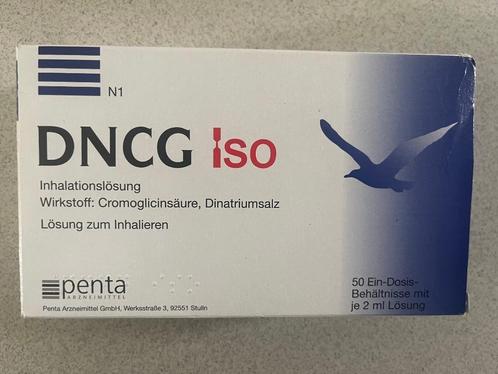 N1
DNCG Iso
Inhalationslösung
Wirkstoff: Cromoglicinsäure, Dinatriumsalz
Lösung zum Inhalieren
penta
ARZNEIMITTEL
Penta Arzneimittel GmbH, Werksstraße 3, 92551 Stulln
50 Ein-Dosis-
Behältnisse mit
je 2 ml Lösung